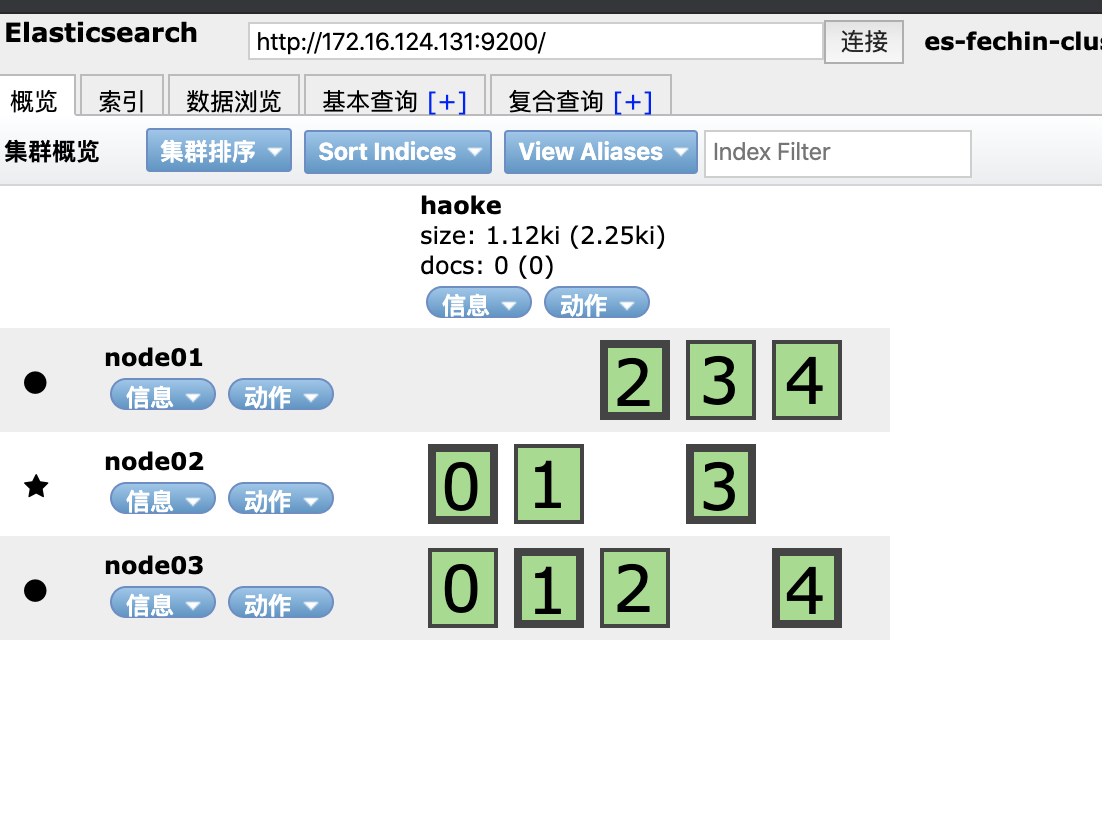 Elasticsearch http://172.16.124.131:9200/ 连接 es-fechin-clus
概览 索引 数据浏览 基本查询 [+] 复合查询 [+]
集群概览 集群排序 Sort Indices View Aliases Index Filter
haoke
size: 1.12ki (2.25ki)
docs: 0 (0)
信息 动作
node01
信息 动作
2 3 4
node02
信息 动作
0 1 3
node03
信息 动作
0 1 2 4